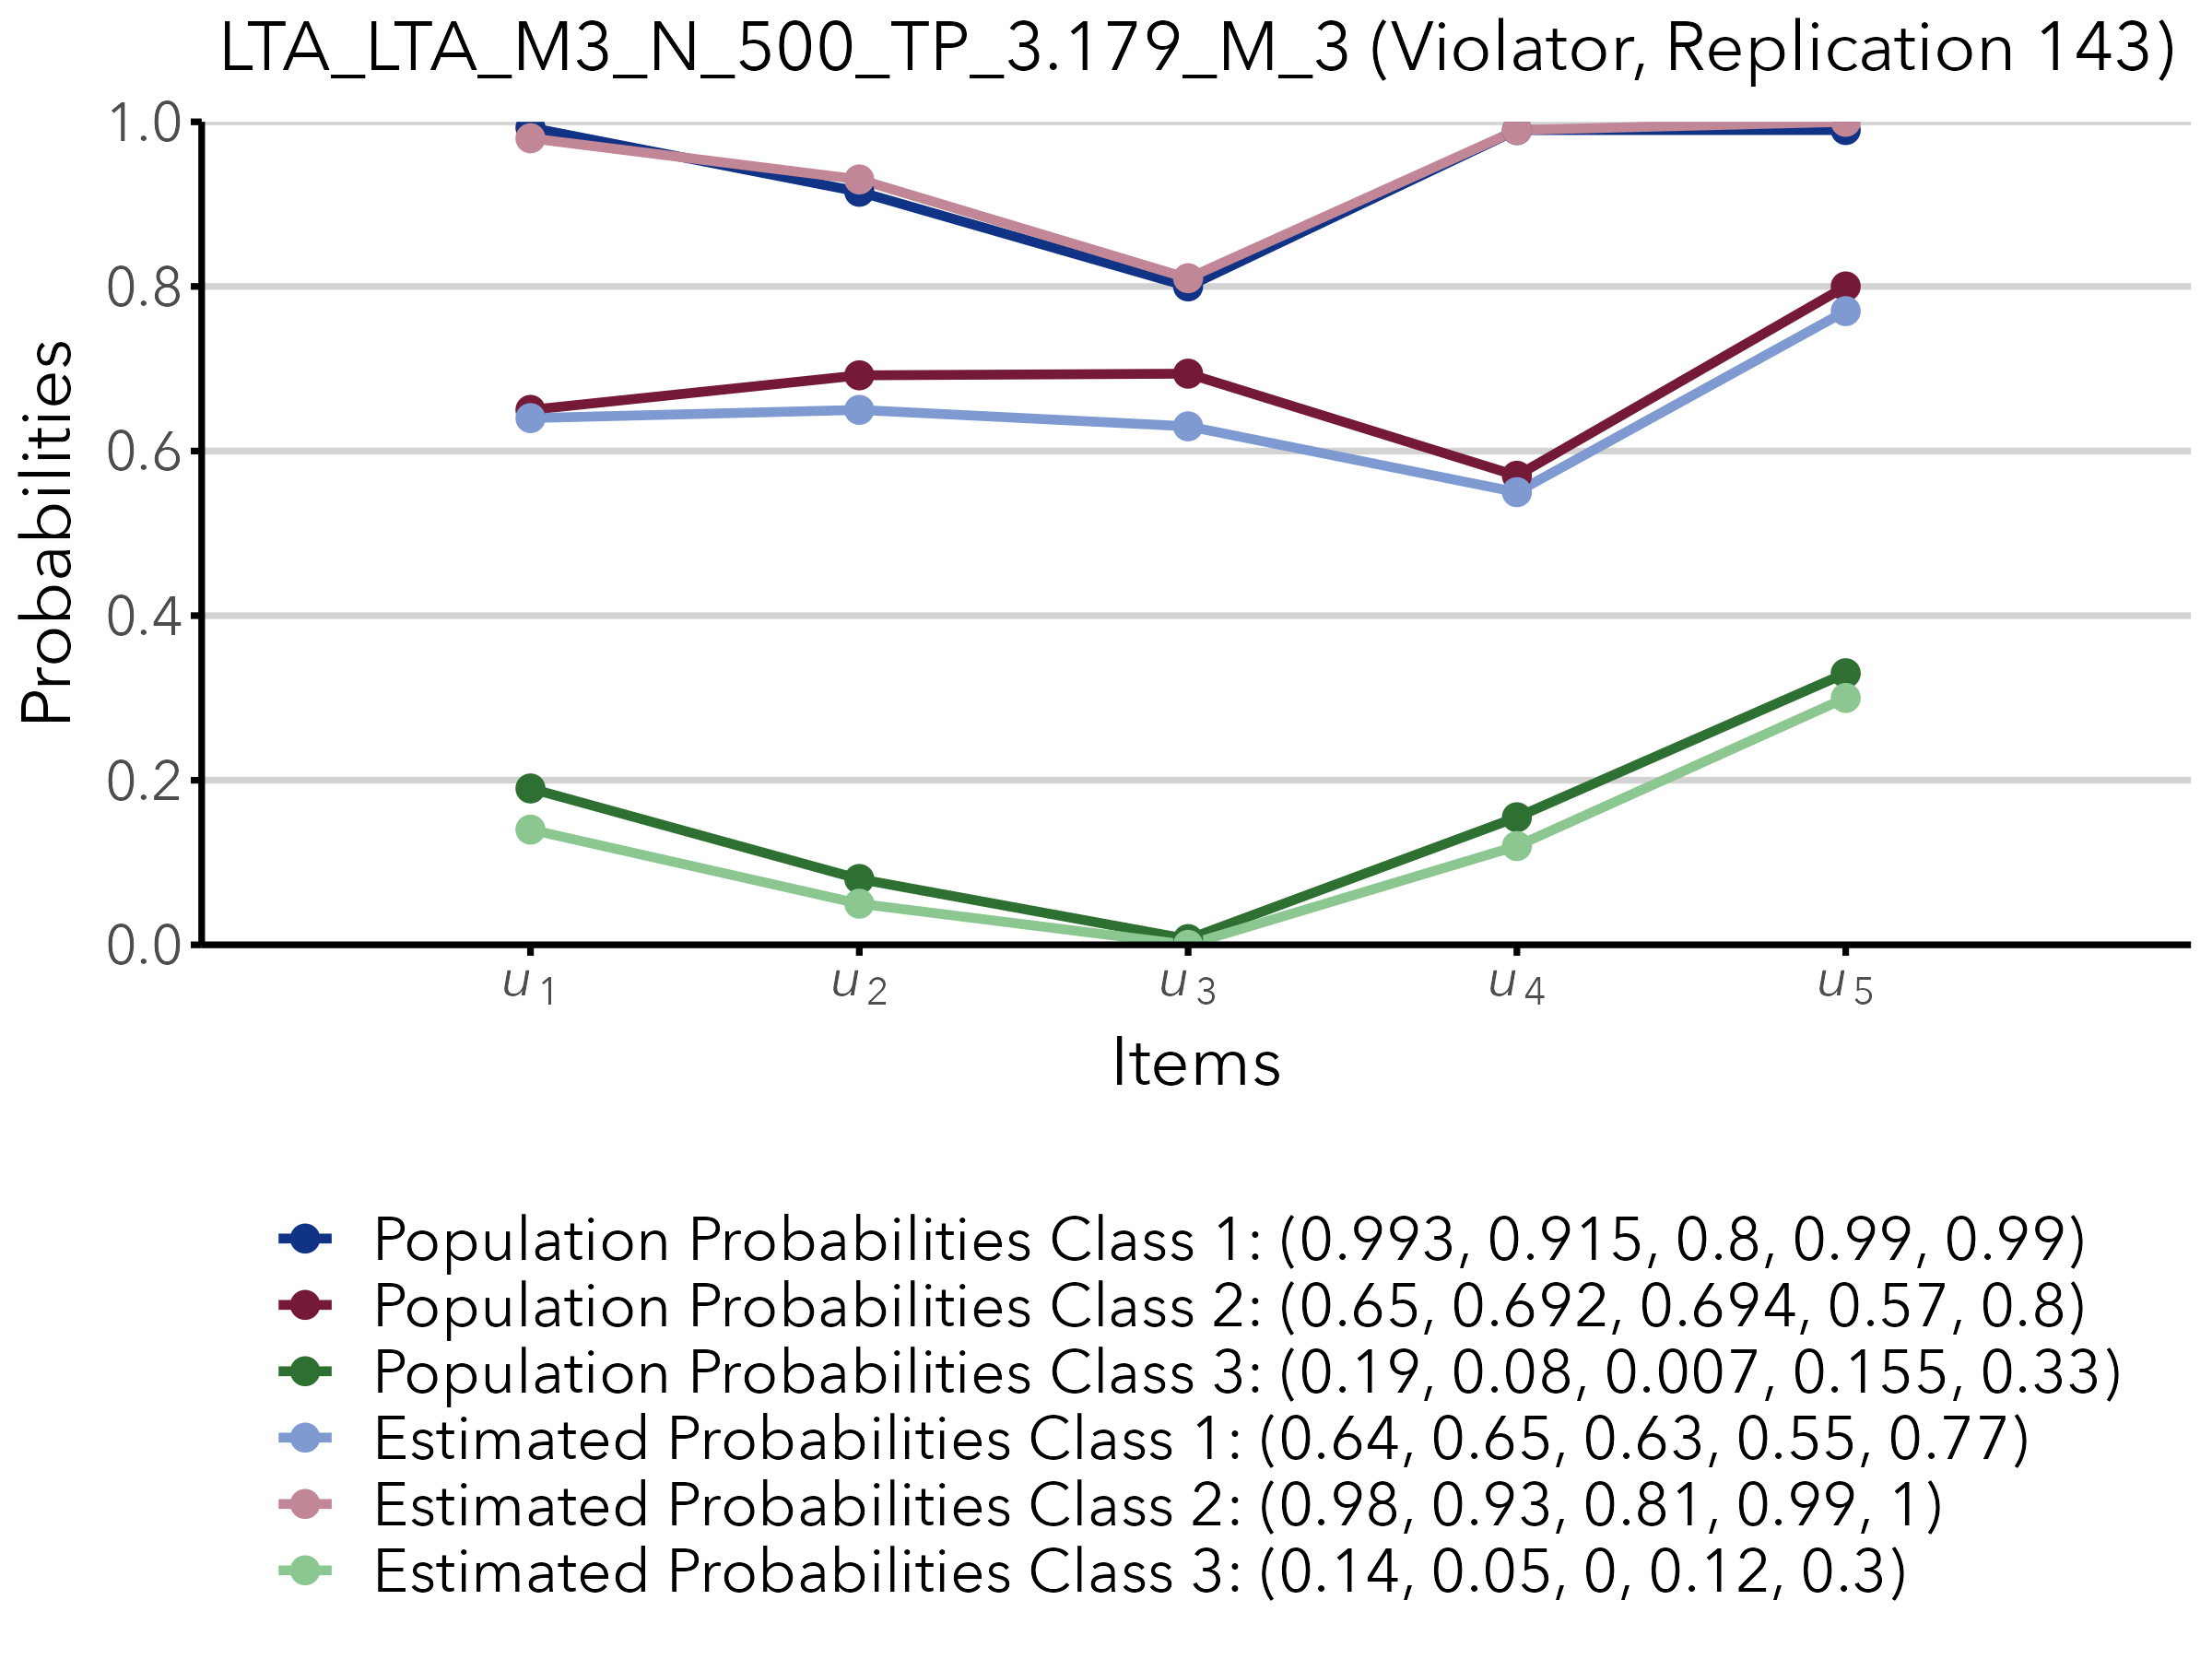 LTA_LTA_M3_N_500_TP_3.179_M_3 (Violator, Replication 143)
Probabilities
1.0
0.8
0.6
0.4
0.2
0.0
u1
u2
u3
u4
u5
Items
Population Probabilities Class 1: (0.993, 0.915, 0.8, 0.99, 0.99)
Population Probabilities Class 2: (0.65, 0.692, 0.694, 0.57, 0.8)
Population Probabilities Class 3: (0.19, 0.08, 0.007, 0.155, 0.33)
Estimated Probabilities Class 1: (0.64, 0.65, 0.63, 0.55, 0.77)
Estimated Probabilities Class 2: (0.98, 0.93, 0.81, 0.99, 1)
Estimated Probabilities Class 3: (0.14, 0.05, 0, 0.12, 0.3)